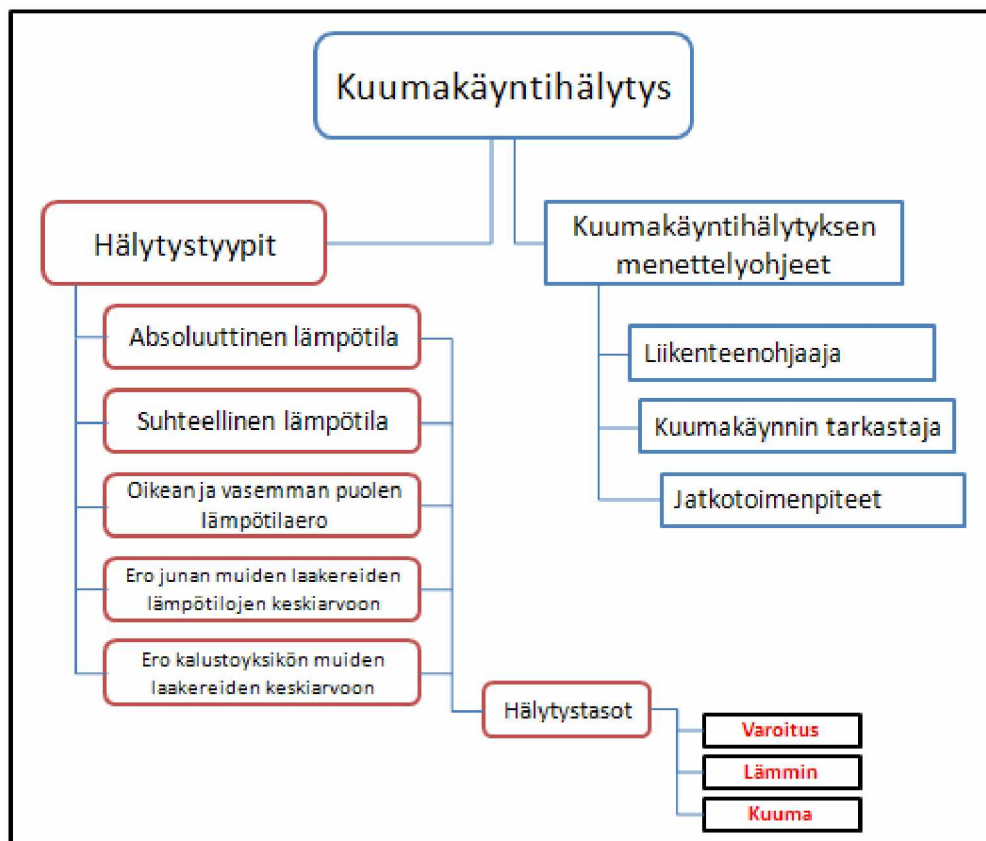 Kuumakäyntihälytys
Hälytystyypit
Absoluuttinen lämpötila
Suhteellinen lämpötila
Oikean ja vasemman puolen
lämpötilaero
Ero junan muiden laakereiden
lämpötilojen keskiarvoon
Ero kalustoyksikön muiden
laakereiden keskiarvoon
Hälytystasot
Varoitus
Lämmin
Kuuma
Kuumakäyntihälytyksen
menettelyohjeet
Liikenteenohjaaja
Kuumakäynnin tarkastaja
Jatkotoimenpiteet